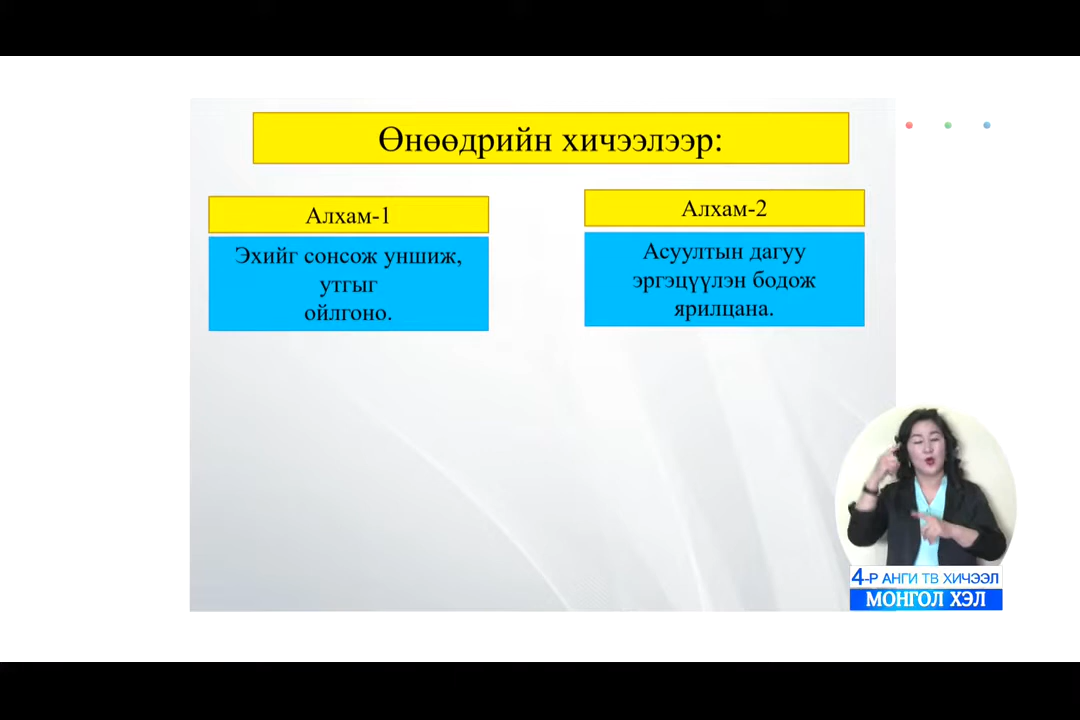 Өнөөдрийн хичээлээр:
Алхам-1
Эхийг сонсож уншиж,
утгыг
ойлгоно.
Алхам-2
Асуултын дагуу
эргэцүүлэн бодож
ярилцана.
4-Р АНГИ ТВ ХИЧЭЭЛ
МОНГОЛ ХЭЛ